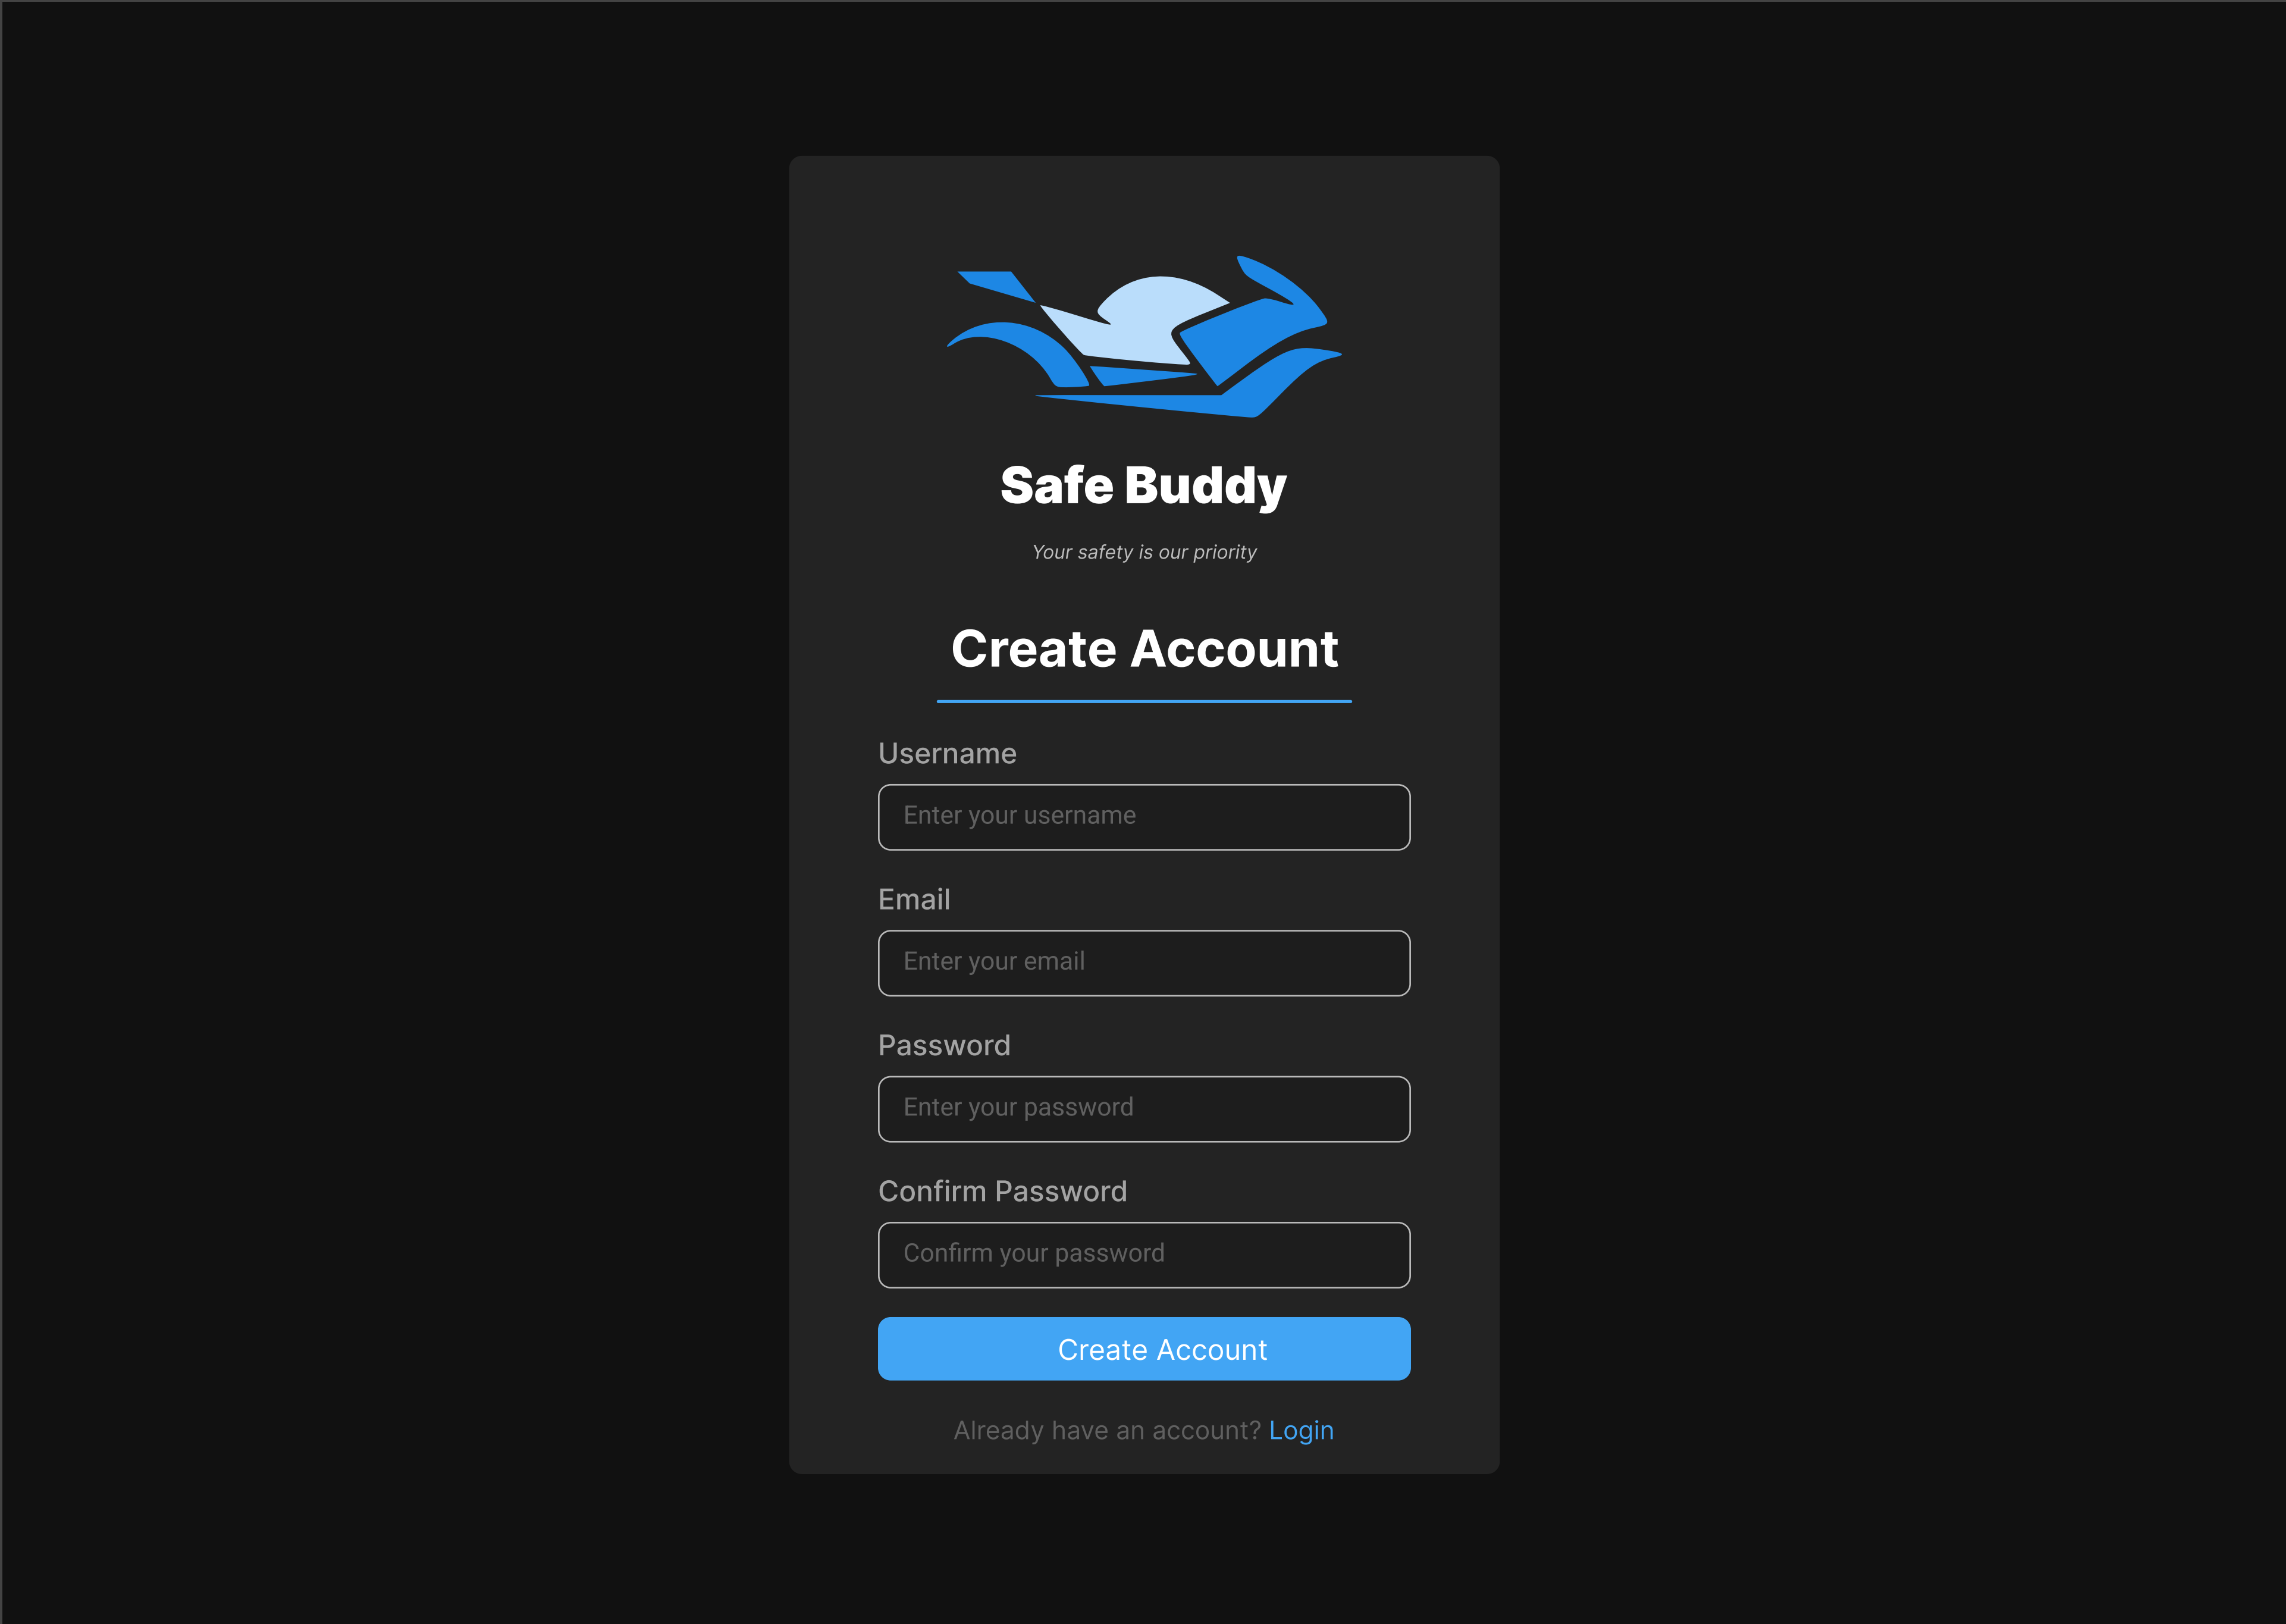 Safe Buddy
Your safety is our priority
Create Account
Username
Enter your username
Email
Enter your email
Password
Enter your password
Confirm Password
Confirm your password
Create Account
Already have an account? Login